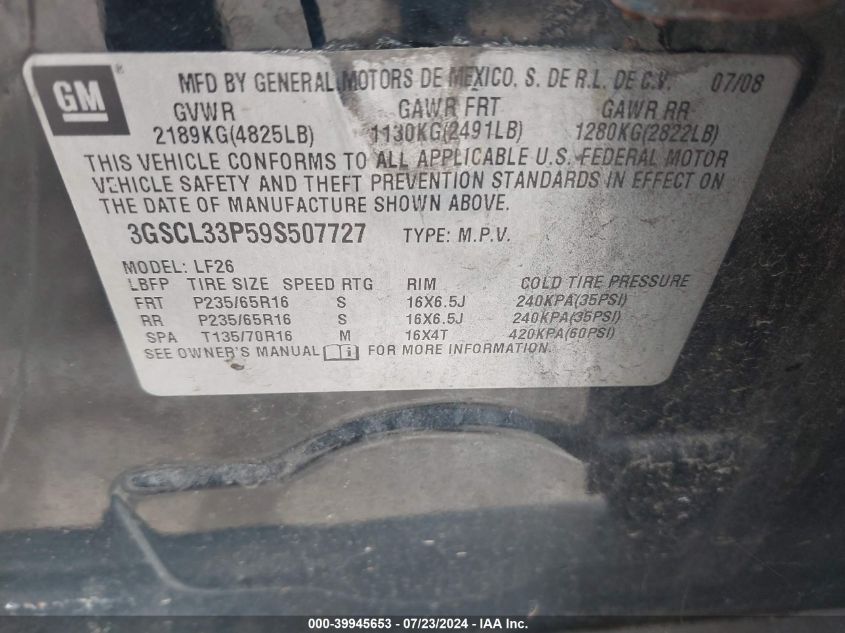 GM ® MFD BY GENERAL MOTORS DE MEXICO, S. DE R.L. DE C.V. 07/08
GVWR GAWR FRT GAWR RR
2189KG(4825LB) 1130KG(2491LB) 1280KG(2822LB)
THIS VEHICLE CONFORMS TO ALL APPLICABLE U.S. FEDERAL MOTOR
VEHICLE SAFETY AND THEFT PREVENTION STANDARDS IN EFFECT ON
THE DATE OF MANUFACTURE SHOWN ABOVE.
3GSCL33P59S507727 TYPE: M.P.V.
MODEL: LF26
LBFP TIRE SIZE SPEED RTG RIM COLD TIRE PRESSURE
FRT P235/65R16 S 16X6.5J 240KPA(35PSI)
RR P235/65R16 S 16X6.5J 240KPA(35PSI)
SPA T135/70R16 M 16X4T 420KPA(60PSI)
SEE OWNER'S MANUAL FOR MORE INFORMATION.
000-39945653 / 07/23/2024 - IAA Inc.